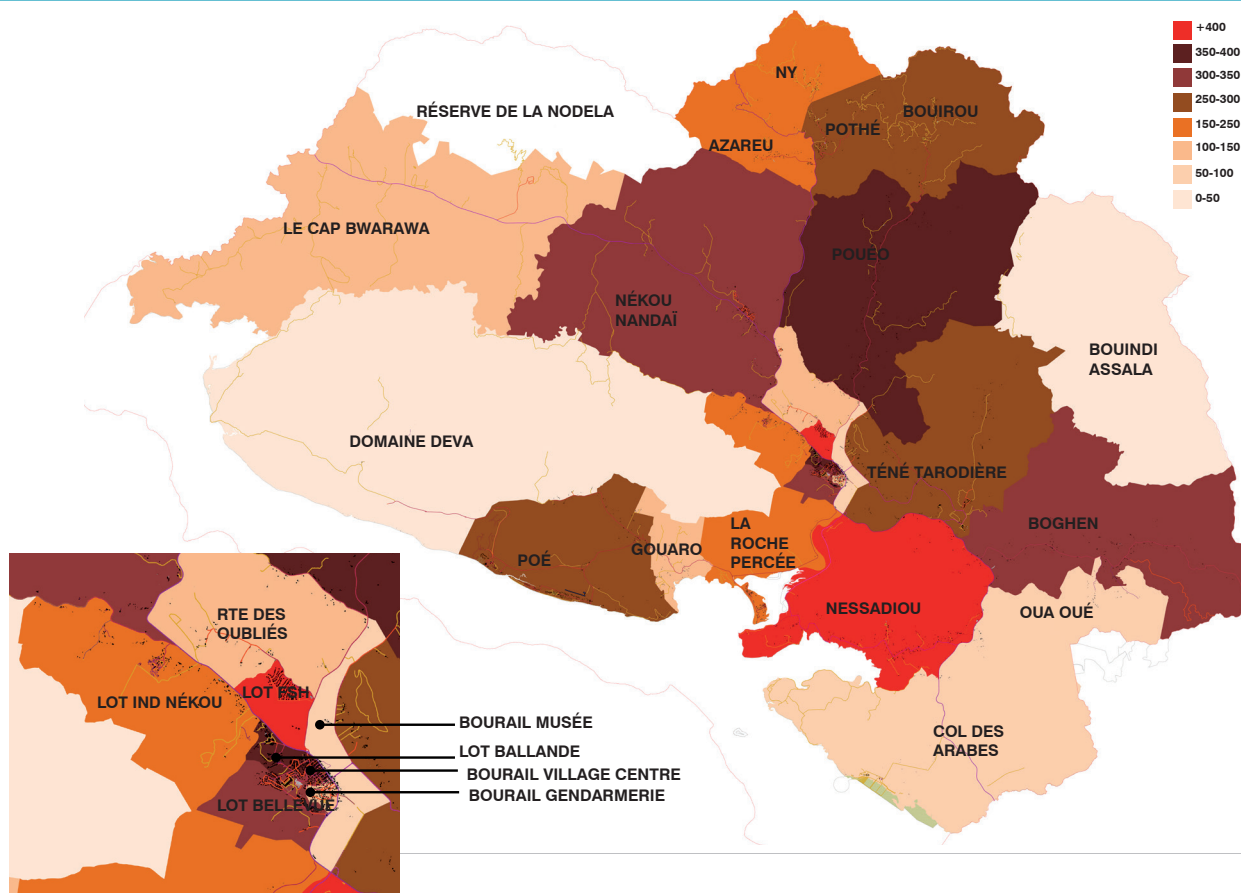 +400
350-400
300-350
250-300
150-250
100-150
50-100
0-50
NY
RÉSERVE DE LA NODELA
BOUIROU
POTHÉ
AZAREU
LE CAP BWARAWA
POUEO
NÉKOU
NANDAÏ
BOUINDI
ASSALA
DOMAINE DEVA
TÉNÉ TARODIÈRE
BOGHEN
LA
ROCHE
PERCÉE
GOUARO
POÉ
NESSADIOU
OUA OUÉ
COL DES
ARABES
RTE DES
OUBLIÉS
LOT FSH
LOT IND NÉKOU
BOURAIL MUSÉE
LOT BALLANDE
BOURAIL VILLAGE CENTRE
BOURAIL GENDARMERIE
LOT BELLEVUE